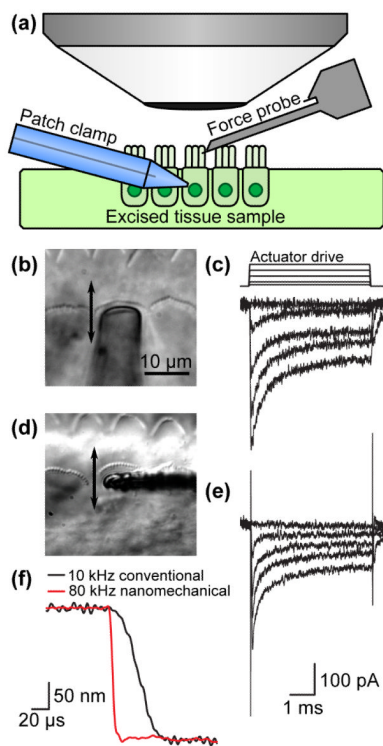 (a)
Patch clamp
Force probe
Excised tissue sample
(b)
10 µm
(c)
Actuator drive
(d)
(e)
(f)
10 kHz conventional
80 kHz nanomechanical
50 nm
20 µs
100 pA
1 ms